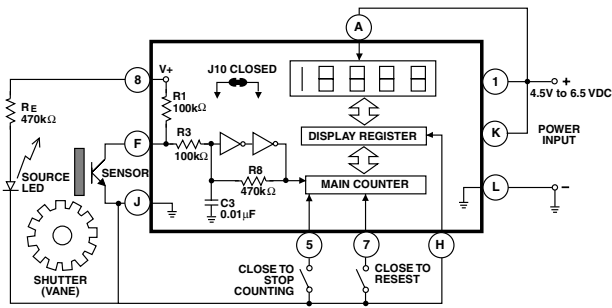 A
8
V+
J10 CLOSED
1
+
4.5V to 6.5 VDC
RE
470kΩ
R1
100kΩ
F
R3
100kΩ
DISPLAY REGISTER
K
POWER
INPUT
SOURCE
LED
SENSOR
R8
470kΩ
MAIN COUNTER
L
–
J
C3
0.01µF
5
7
H
SHUTTER
(VANE)
CLOSE TO
STOP
COUNTING
CLOSE TO
RESEST